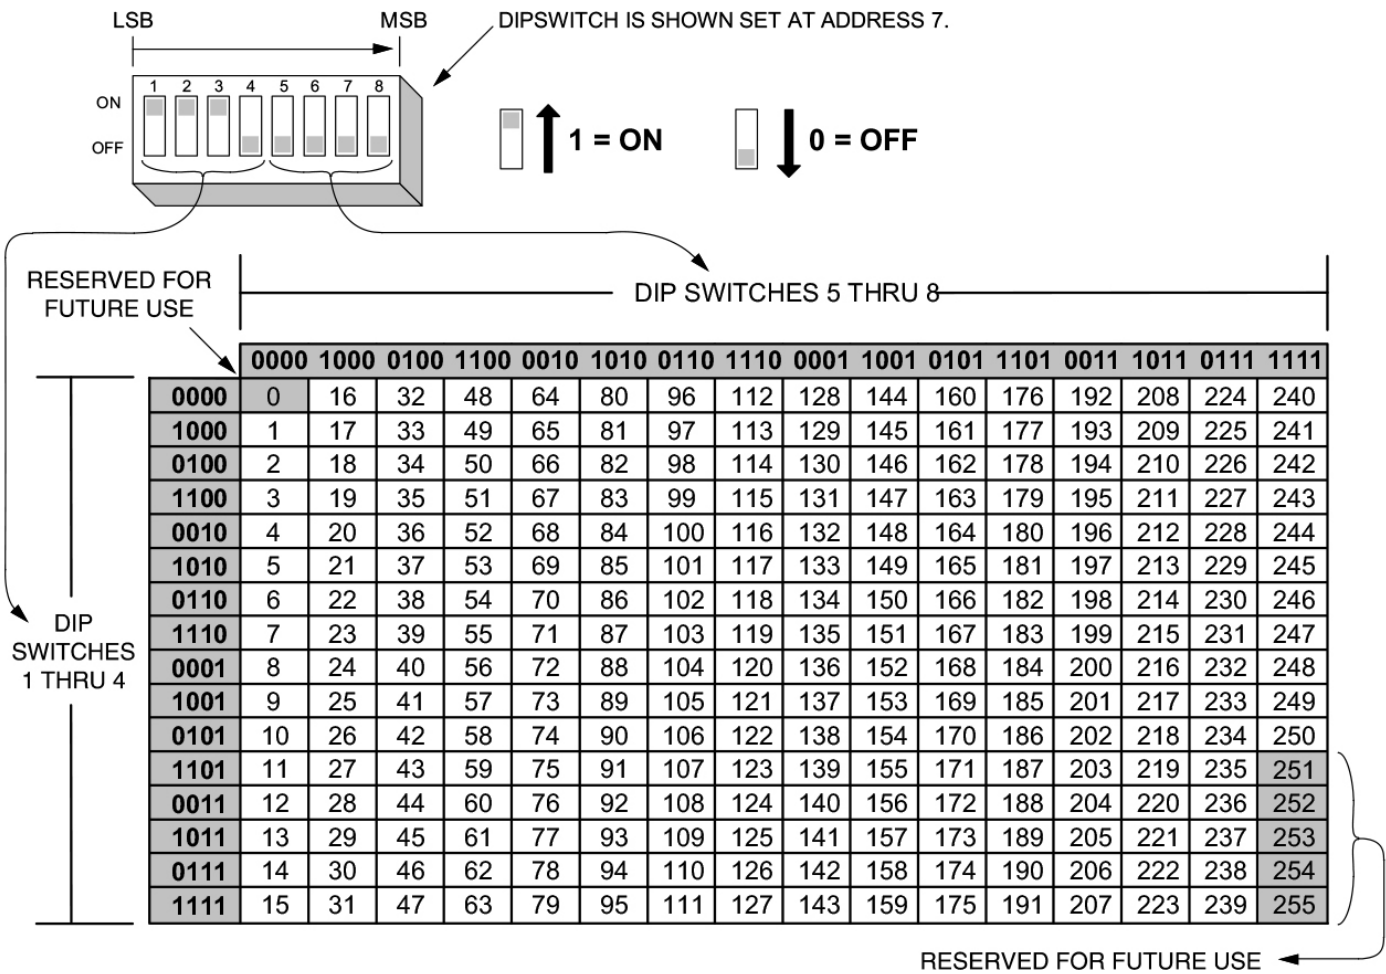 LSB MSB DIPSWITCH IS SHOWN SET AT ADDRESS 7.
1 2 3 4 5 6 7 8
ON
OFF
1 = ON 0 = OFF
RESERVED FOR
FUTURE USE
DIP SWITCHES 5 THRU 8
0000 1000 0100 1100 0010 1010 0110 1110 0001 1001 0101 1101 0011 1011 0111 1111
0000 0 16 32 48 64 80 96 112 128 144 160 176 192 208 224 240
1000 1 17 33 49 65 81 97 113 129 145 161 177 193 209 225 241
0100 2 18 34 50 66 82 98 114 130 146 162 178 194 210 226 242
1100 3 19 35 51 67 83 99 115 131 147 163 179 195 211 227 243
0010 4 20 36 52 68 84 100 116 132 148 164 180 196 212 228 244
1010 5 21 37 53 69 85 101 117 133 149 165 181 197 213 229 245
0110 6 22 38 54 70 86 102 118 134 150 166 182 198 214 230 246
1110 7 23 39 55 71 87 103 119 135 151 167 183 199 215 231 247
0001 8 24 40 56 72 88 104 120 136 152 168 184 200 216 232 248
1001 9 25 41 57 73 89 105 121 137 153 169 185 201 217 233 249
0101 10 26 42 58 74 90 106 122 138 154 170 186 202 218 234 250
1101 11 27 43 59 75 91 107 123 139 155 171 187 203 219 235 251
0011 12 28 44 60 76 92 108 124 140 156 172 188 204 220 236 252
1011 13 29 45 61 77 93 109 125 141 157 173 189 205 221 237 253
0111 14 30 46 62 78 94 110 126 142 158 174 190 206 222 238 254
1111 15 31 47 63 79 95 111 127 143 159 175 191 207 223 239 255
DIP
SWITCHES
1 THRU 4
RESERVED FOR FUTURE USE